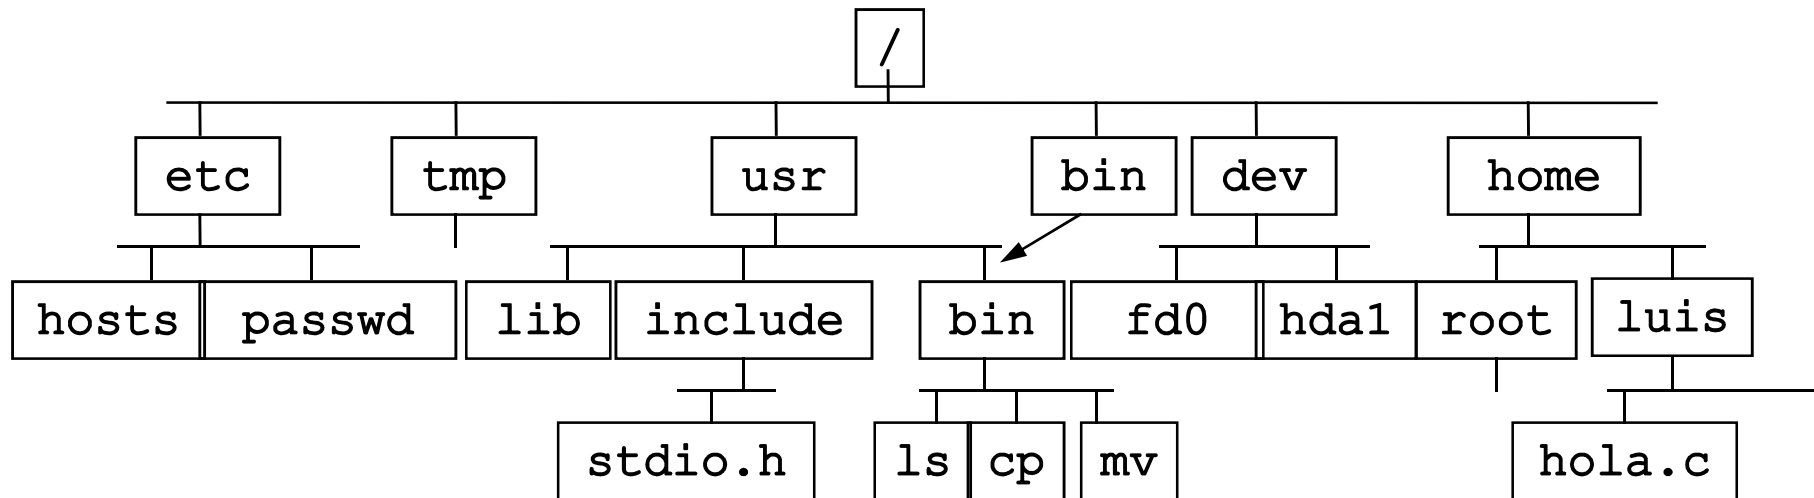 /
etc tmp usr bin dev home
hosts passwd lib include bin fd0 hda1 root luis
stdio.h ls cp mv hola.c